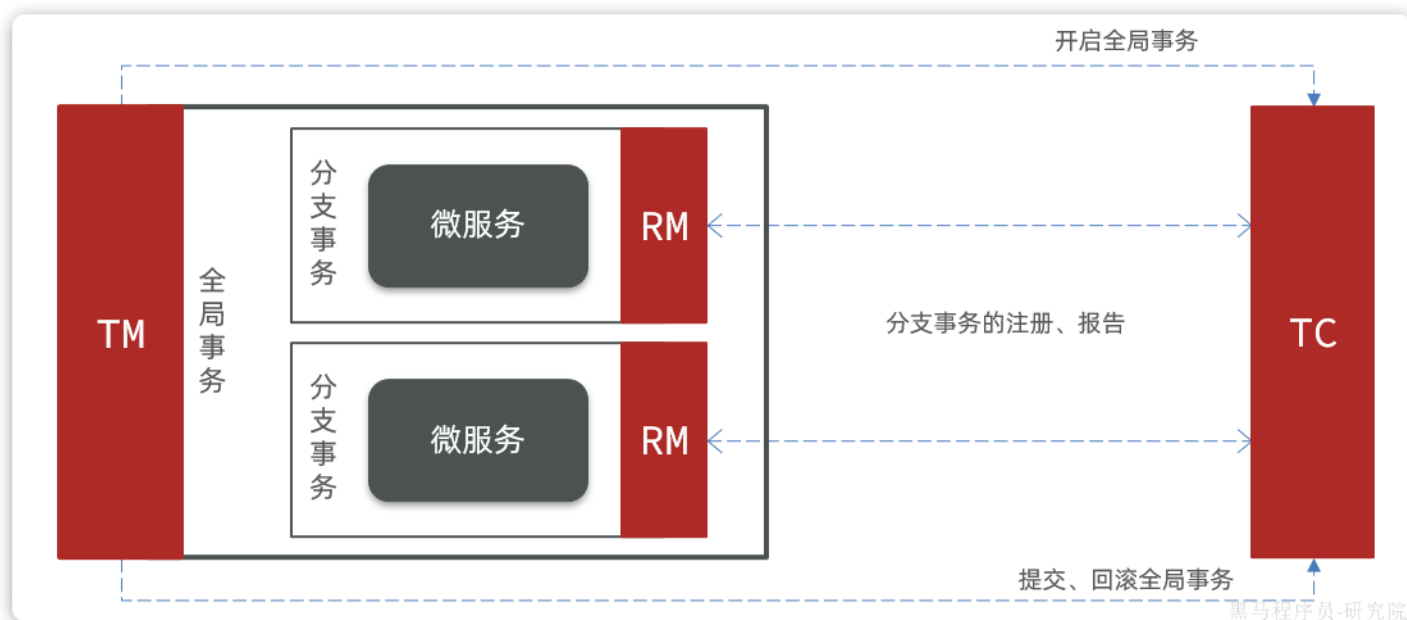 开启全局事务
TM
全局事务
分支事务
微服务
RM
分支事务的注册、报告
TC
分支事务
微服务
RM
提交、回滚全局事务
黑马程序员-研究院